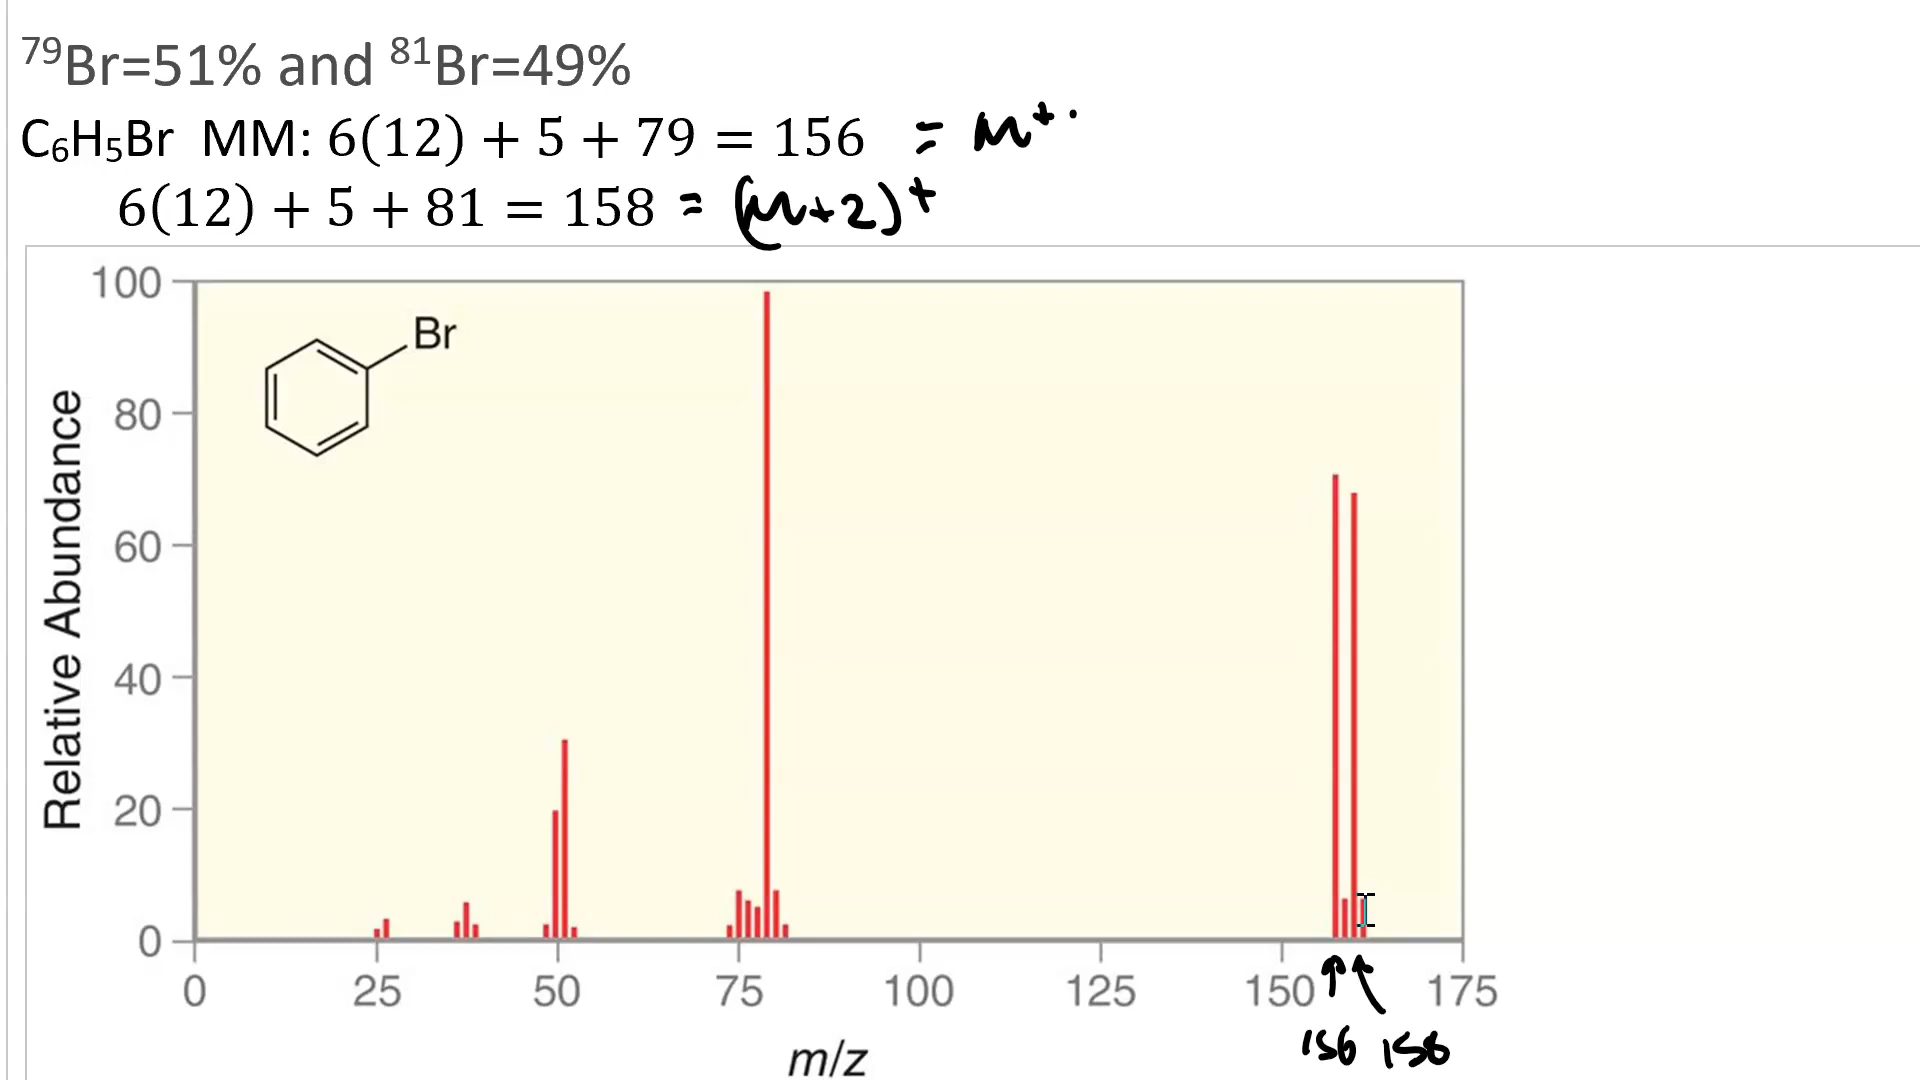 ⁷⁹Br=51% and ⁸¹Br=49%
C₆H₅Br MM: 6(12) + 5 + 79 = 156 = M⁺·
6(12) + 5 + 81 = 158 = (M+2)⁺
Br
Relative Abundance
100
80
60
40
20
0
0 25 50 75 100 125 150 175
156 158
m/z